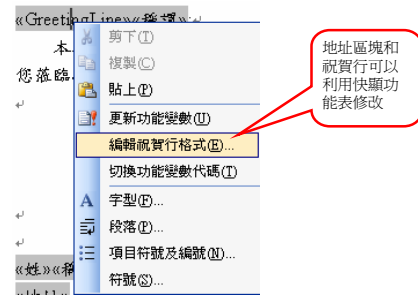 «GreetingLine»«稱謂»:↵
本
您蒞臨
↵
剪下(T)
複製(C)
貼上(P)
更新功能變數(U)
編輯祝賀行格式(E)...
切換功能變數代碼(T)
字型(F)...
段落(P)...
項目符號及編號(N)...
符號(S)...
地址區塊和
祝賀行可以
利用快顯功
能表修改
↵
↵
«姓»«稱